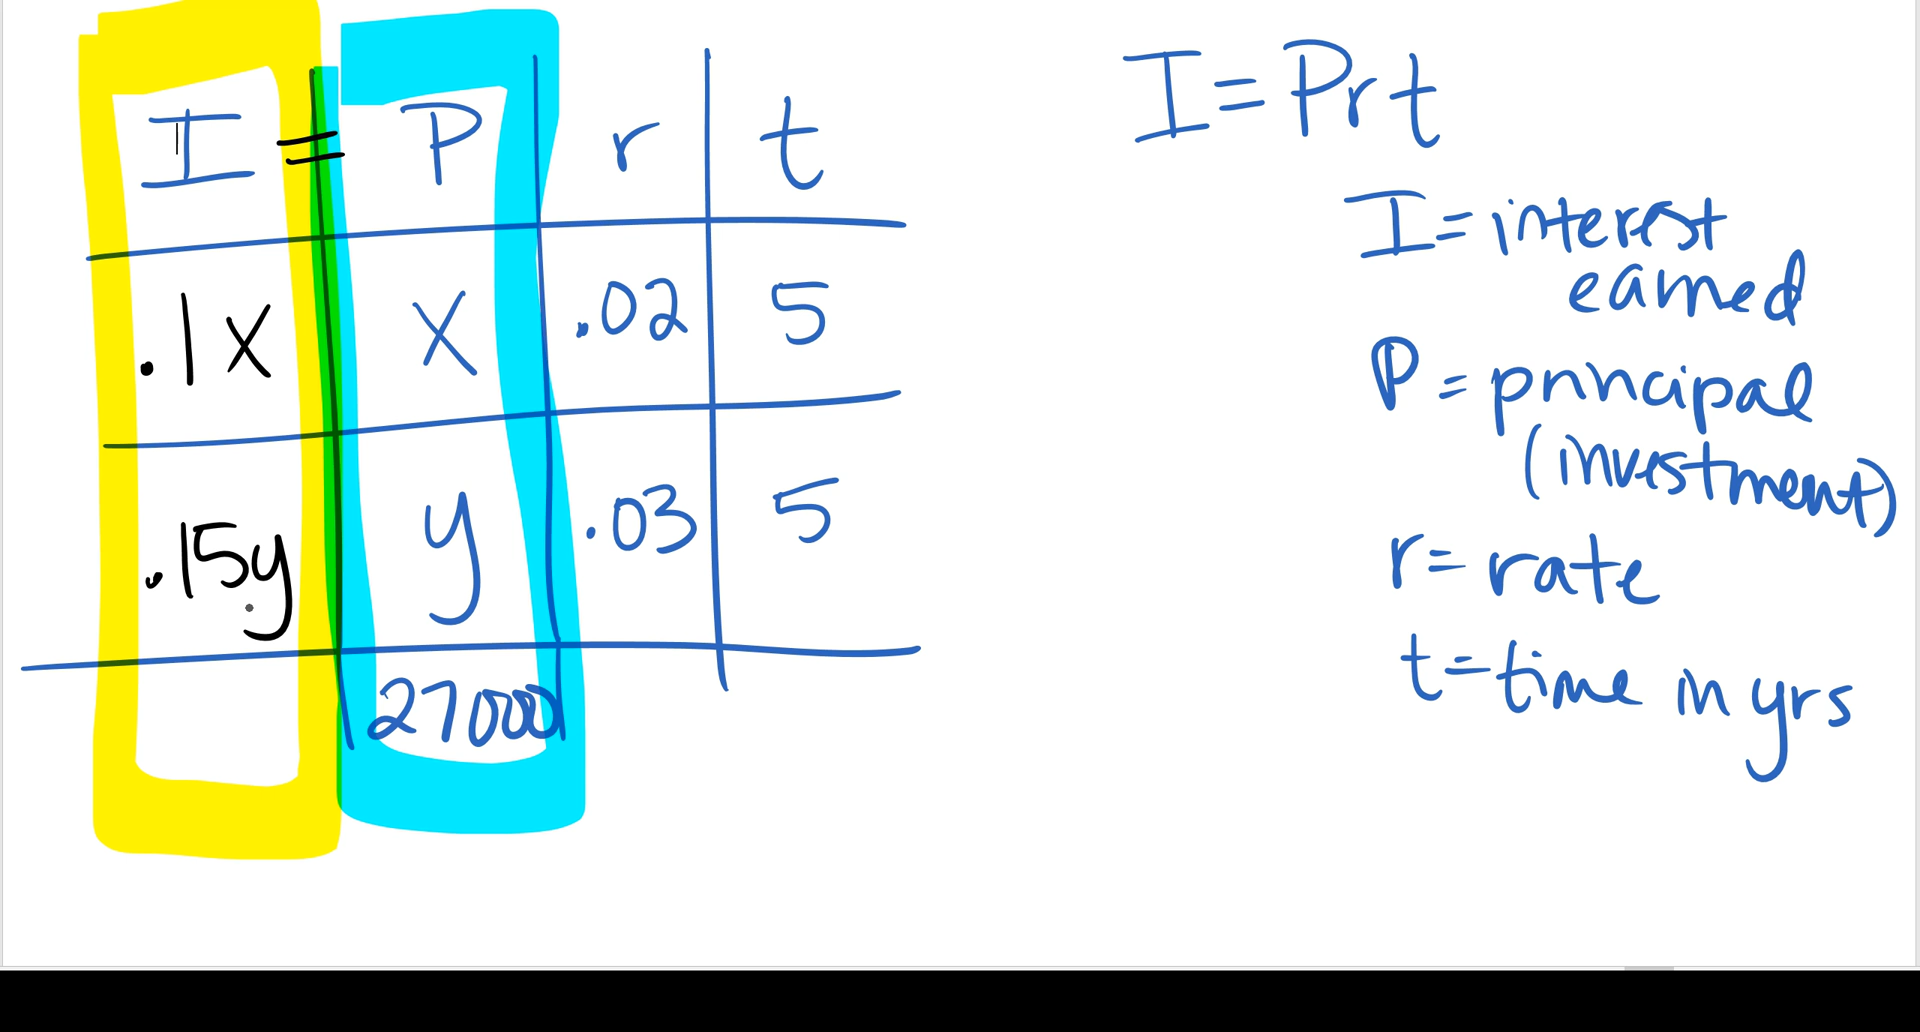 I = P r t
.1x x .02 5
.15y y .03 5
27000
I = Prt
I = interest
earned
P = principal
(investment)
r = rate
t = time in yrs